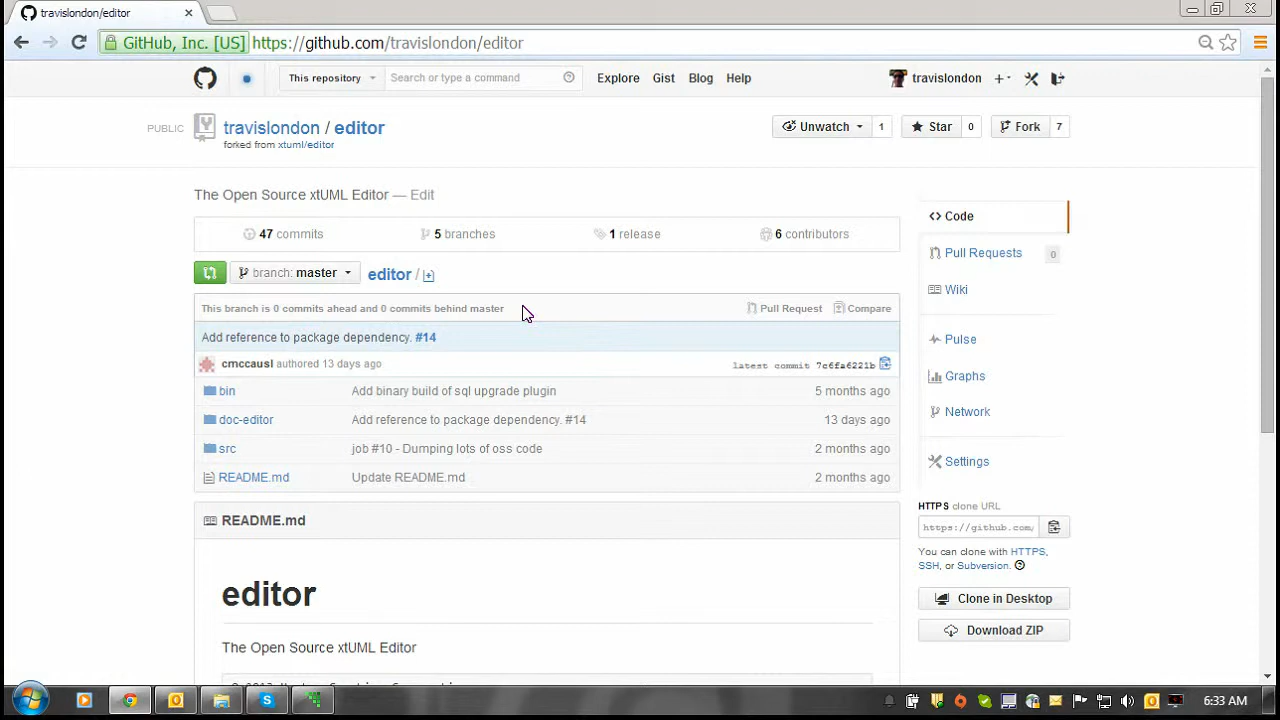 travislondon/editor
GitHub, Inc. [US] https://github.com/travislondon/editor
This repository Search or type a command Explore Gist Blog Help travislondon
PUBLIC travislondon / editor Unwatch 1 Star 0 Fork 7
forked from xtuml/editor
The Open Source xtUML Editor — Edit
47 commits 5 branches 1 release 6 contributors
branch: master editor /
This branch is 0 commits ahead and 0 commits behind master Pull Request Compare
Add reference to package dependency. #14
cmccausl authored 13 days ago latest commit 7c6fa6221b
bin Add binary build of sql upgrade plugin 5 months ago
doc-editor Add reference to package dependency. #14 13 days ago
src job #10 - Dumping lots of oss code 2 months ago
README.md Update README.md 2 months ago
README.md
editor
The Open Source xtUML Editor
Code
Pull Requests 0
Wiki
Pulse
Graphs
Network
Settings
HTTPS clone URL
https://github.com/
You can clone with HTTPS,
SSH, or Subversion.
Clone in Desktop
Download ZIP
6:33 AM